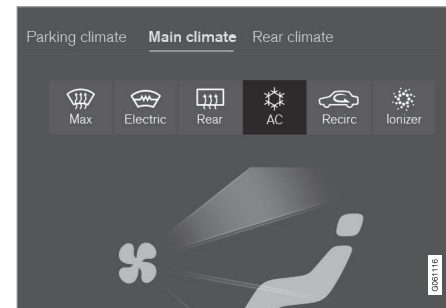 Parking climate Main climate Rear climate
Max Electric Rear AC Recirc Ionizer
G061116